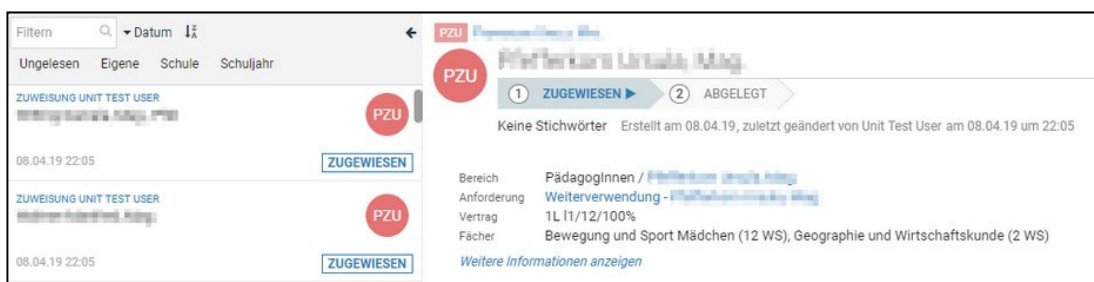 Filtern
Datum
Ungelesen Eigene Schule Schuljahr
ZUWEISUNG UNIT TEST USER
PZU
08.04.19 22:05
ZUGEWIESEN
ZUWEISUNG UNIT TEST USER
PZU
08.04.19 22:05
ZUGEWIESEN
PZU
PZU
1 ZUGEWIESEN 2 ABGELEGT
Keine Stichwörter Erstellt am 08.04.19, zuletzt geändert von Unit Test User am 08.04.19 um 22:05
Bereich PädagogInnen /
Anforderung Weiterverwendung -
Vertrag 1L l1/12/100%
Fächer Bewegung und Sport Mädchen (12 WS), Geographie und Wirtschaftskunde (2 WS)
Weitere Informationen anzeigen